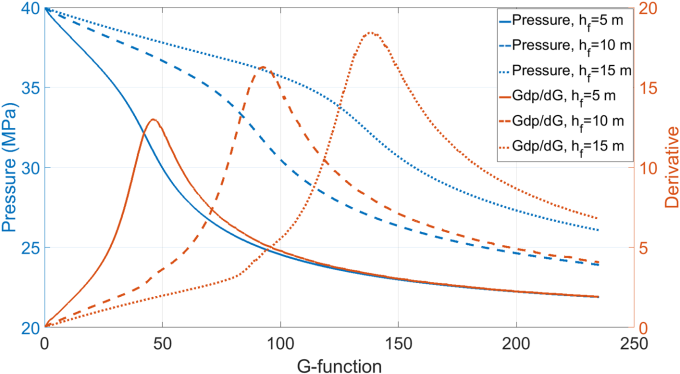 40
35
30
25
20
Pressure (MPa)
20
15
10
5
0
Derivative
Pressure, h_f=5 m
Pressure, h_f=10 m
Pressure, h_f=15 m
Gdp/dG, h_f=5 m
Gdp/dG, h_f=10 m
Gdp/dG, h_f=15 m
0 50 100 150 200 250
G-function